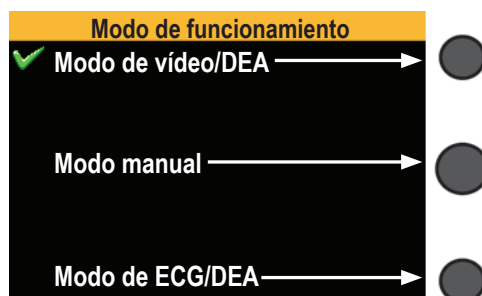 Modo de funcionamiento
Modo de vídeo/DEA
Modo manual
Modo de ECG/DEA